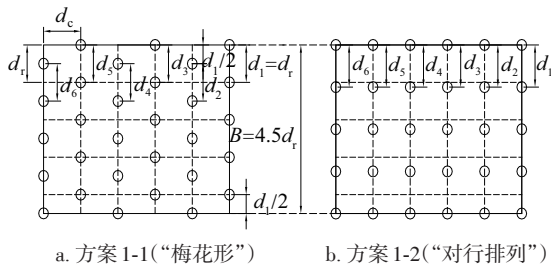 d_c
d_r d_5 d_3 d_1/2 d_1=d_r
d_6 d_4 d_2
B=4.5d_r
d_1/2
d_6 d_5 d_4 d_3 d_2 d_1
a. 方案1-1(“梅花形”)
b. 方案1-2(“对行排列”)